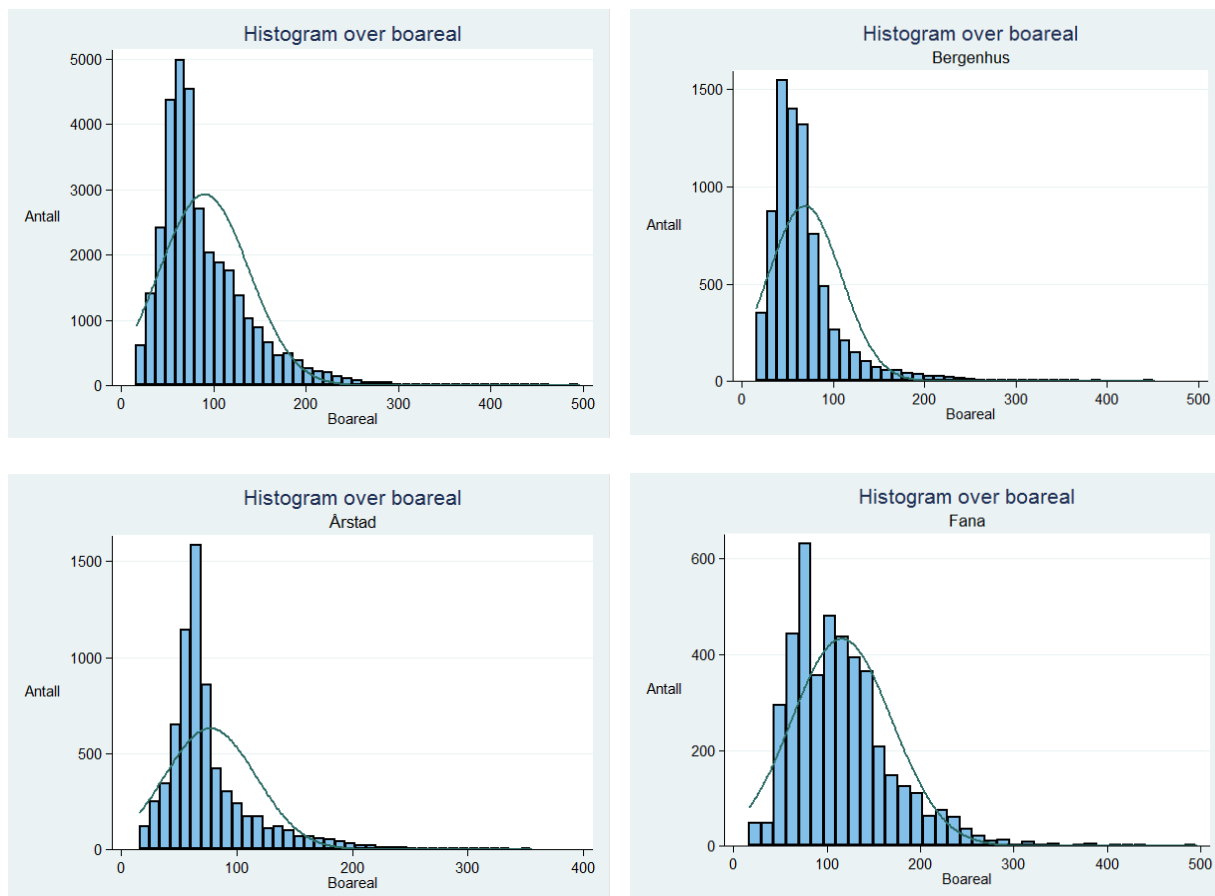 Histogram over boareal
5000
4000
3000
2000
1000
0
Antall
0 100 200 300 400 500
Boareal
Histogram over boareal
Bergenhus
1500
1000
500
0
Antall
0 100 200 300 400 500
Boareal
Histogram over boareal
Årstad
1500
1000
500
0
Antall
0 100 200 300 400
Boareal
Histogram over boareal
Fana
600
400
200
0
Antall
0 100 200 300 400 500
Boareal